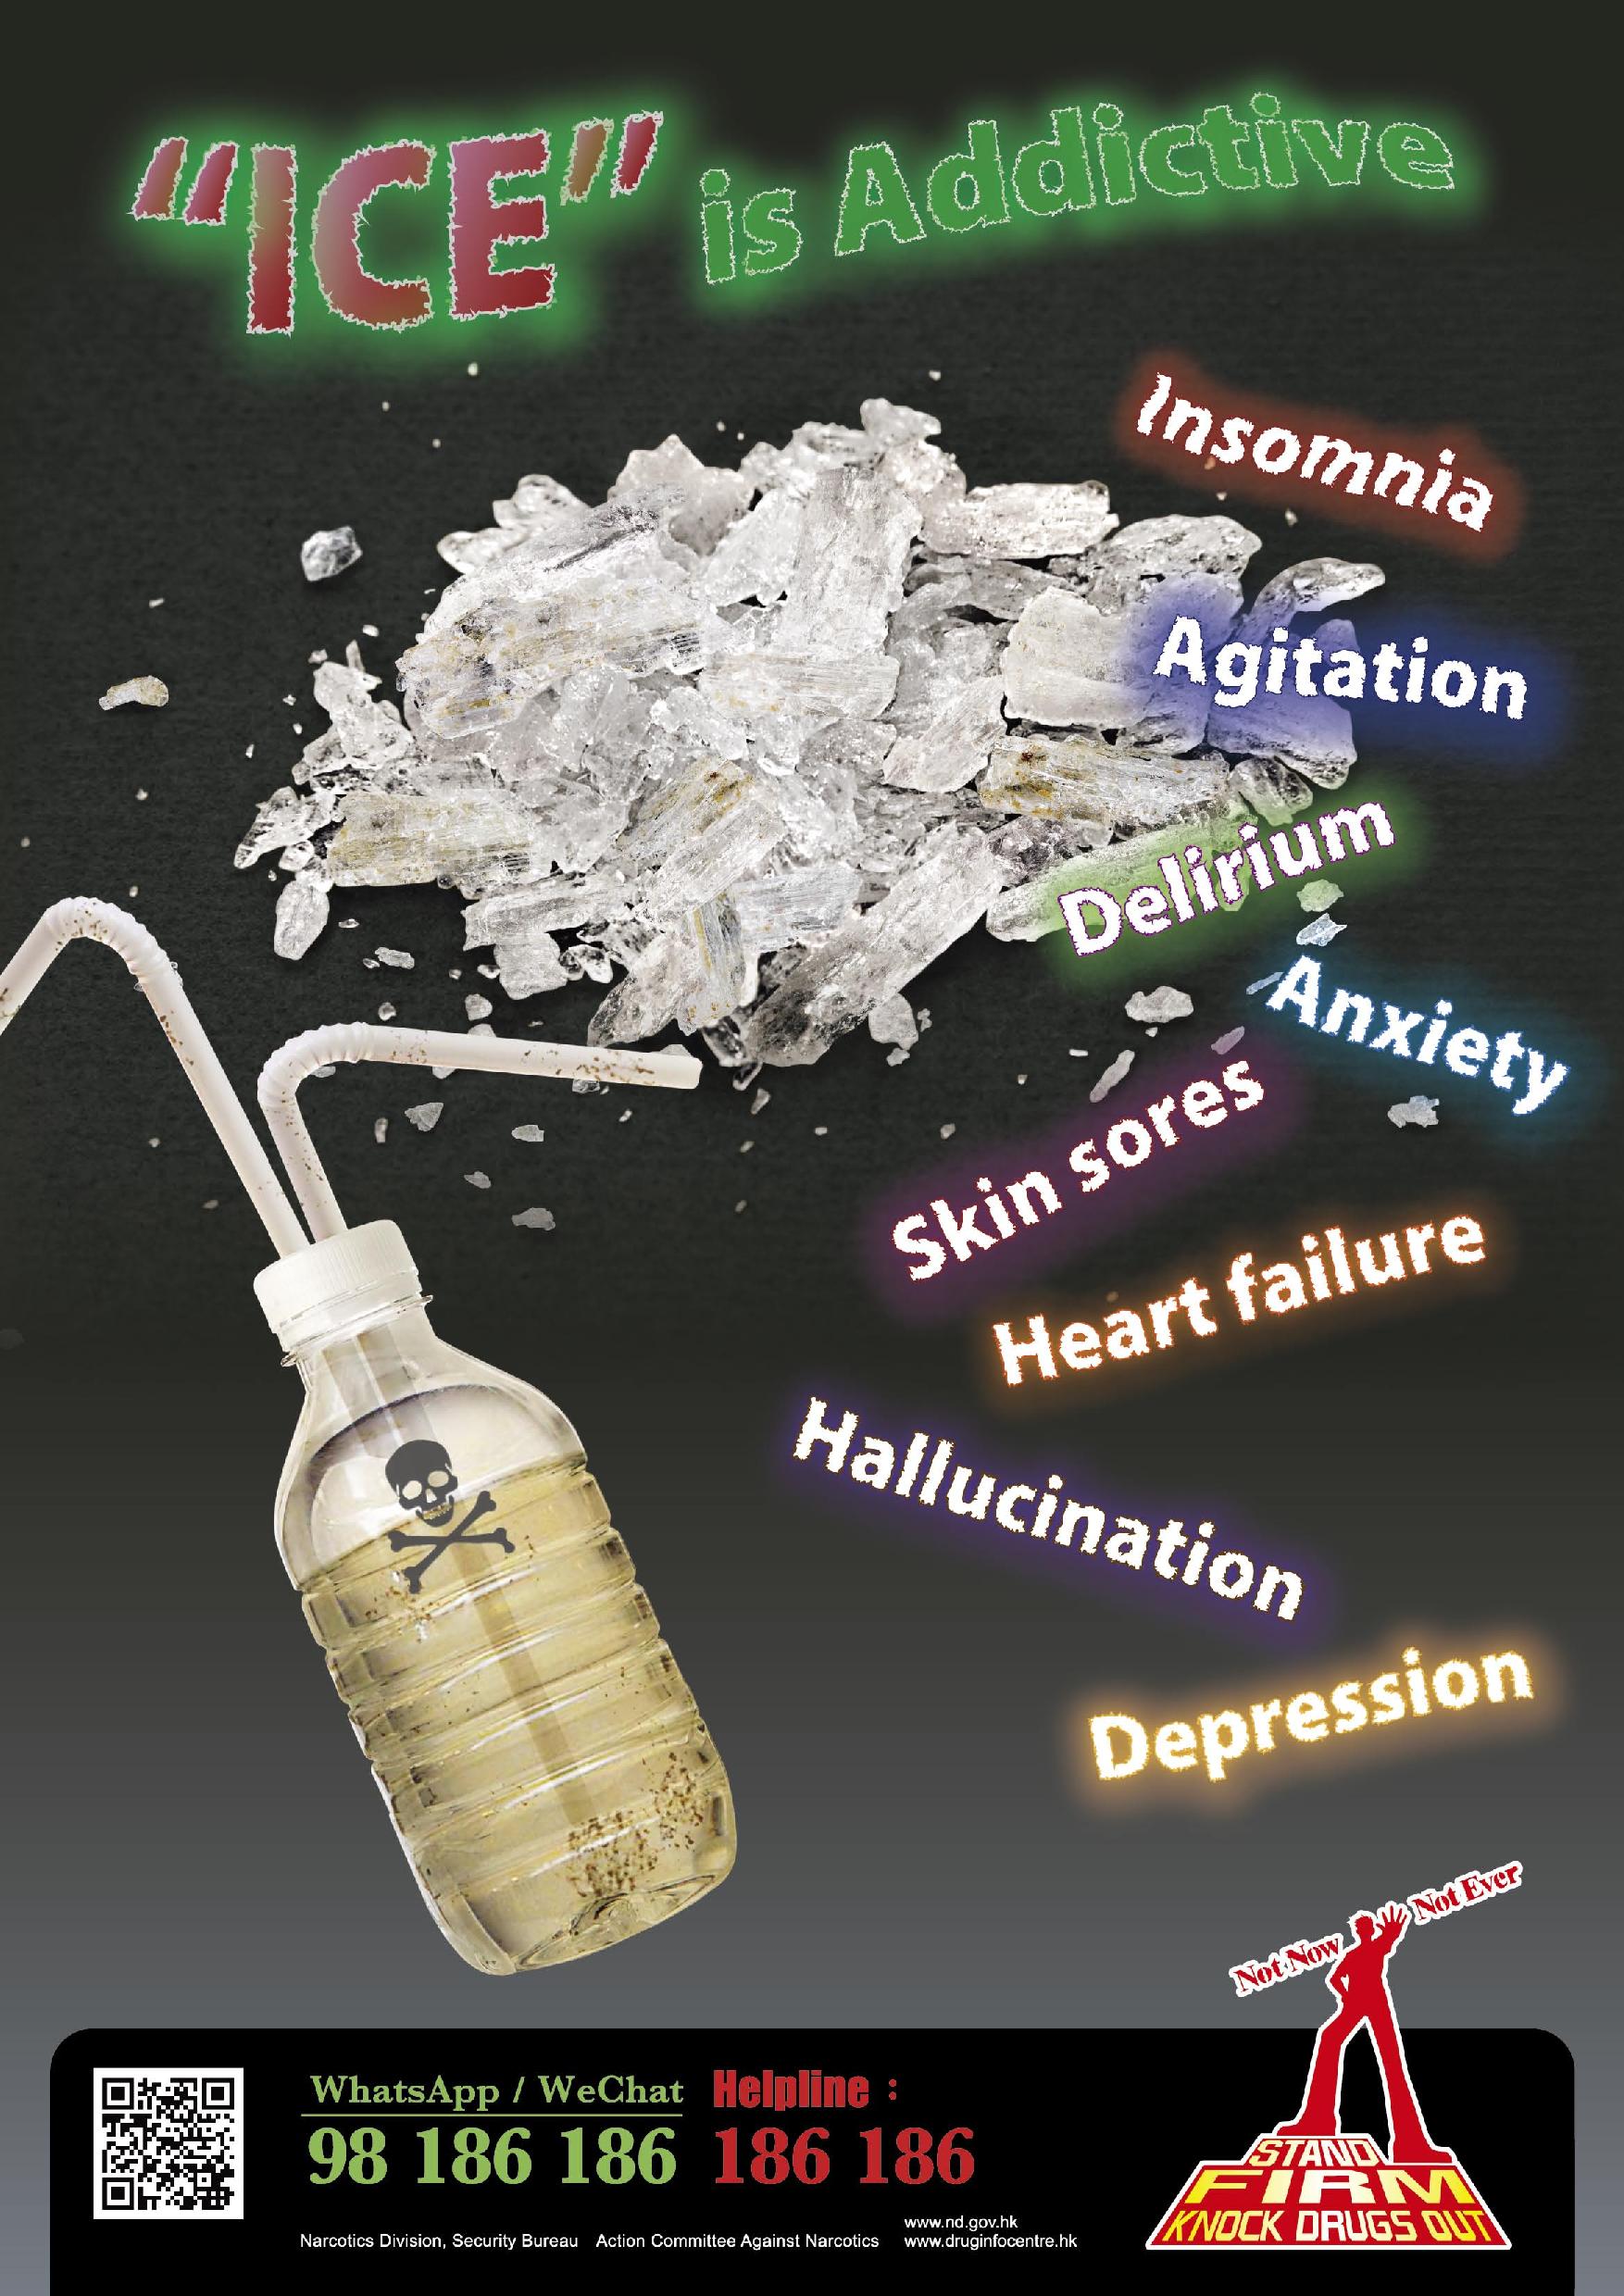 "ICE" is Addictive
Insomnia
Agitation
Delirium
Anxiety
Skin sores
Heart failure
Hallucination
Depression
Not Now Not Ever
STAND
FIRM
KNOCK DRUGS OUT
WhatsApp / WeChat Helpline :
98 186 186 186 186
Narcotics Division, Security Bureau Action Committee Against Narcotics
www.nd.gov.hk
www.druginfocentre.hk